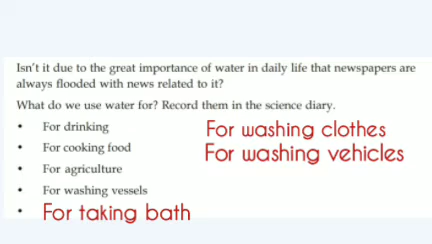 Isn't it due to the great importance of water in daily life that newspapers are
always flooded with news related to it?
What do we use water for? Record them in the science diary.
• For drinking
• For cooking food
• For agriculture
• For washing vessels
• For taking bath
For washing clothes
For washing vehicles